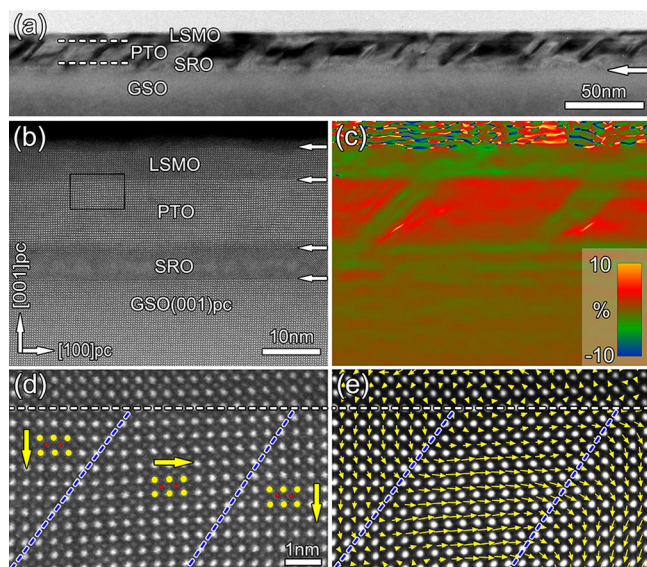 (a)
LSMO
PTO
SRO
GSO
50nm
(b)
LSMO
PTO
SRO
GSO(001)pc
[001]pc
[100]pc
10nm
(c)
10
%
-10
(d)
1nm
(e)